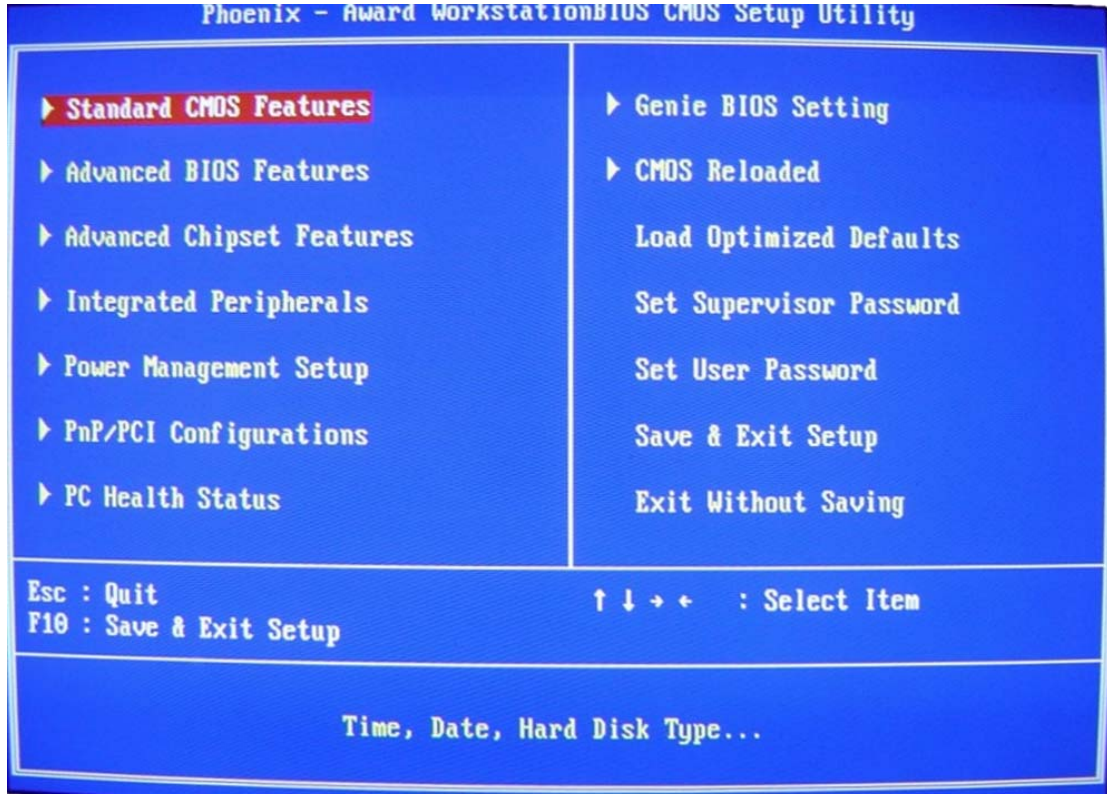 Phoenix - Award WorkstationBIOS CMOS Setup Utility
Standard CMOS Features
Advanced BIOS Features
Advanced Chipset Features
Integrated Peripherals
Power Management Setup
PnP/PCI Configurations
PC Health Status
Genie BIOS Setting
CMOS Reloaded
Load Optimized Defaults
Set Supervisor Password
Set User Password
Save & Exit Setup
Exit Without Saving
Esc : Quit
F10 : Save & Exit Setup
↑ ↓ → ← : Select Item
Time, Date, Hard Disk Type...